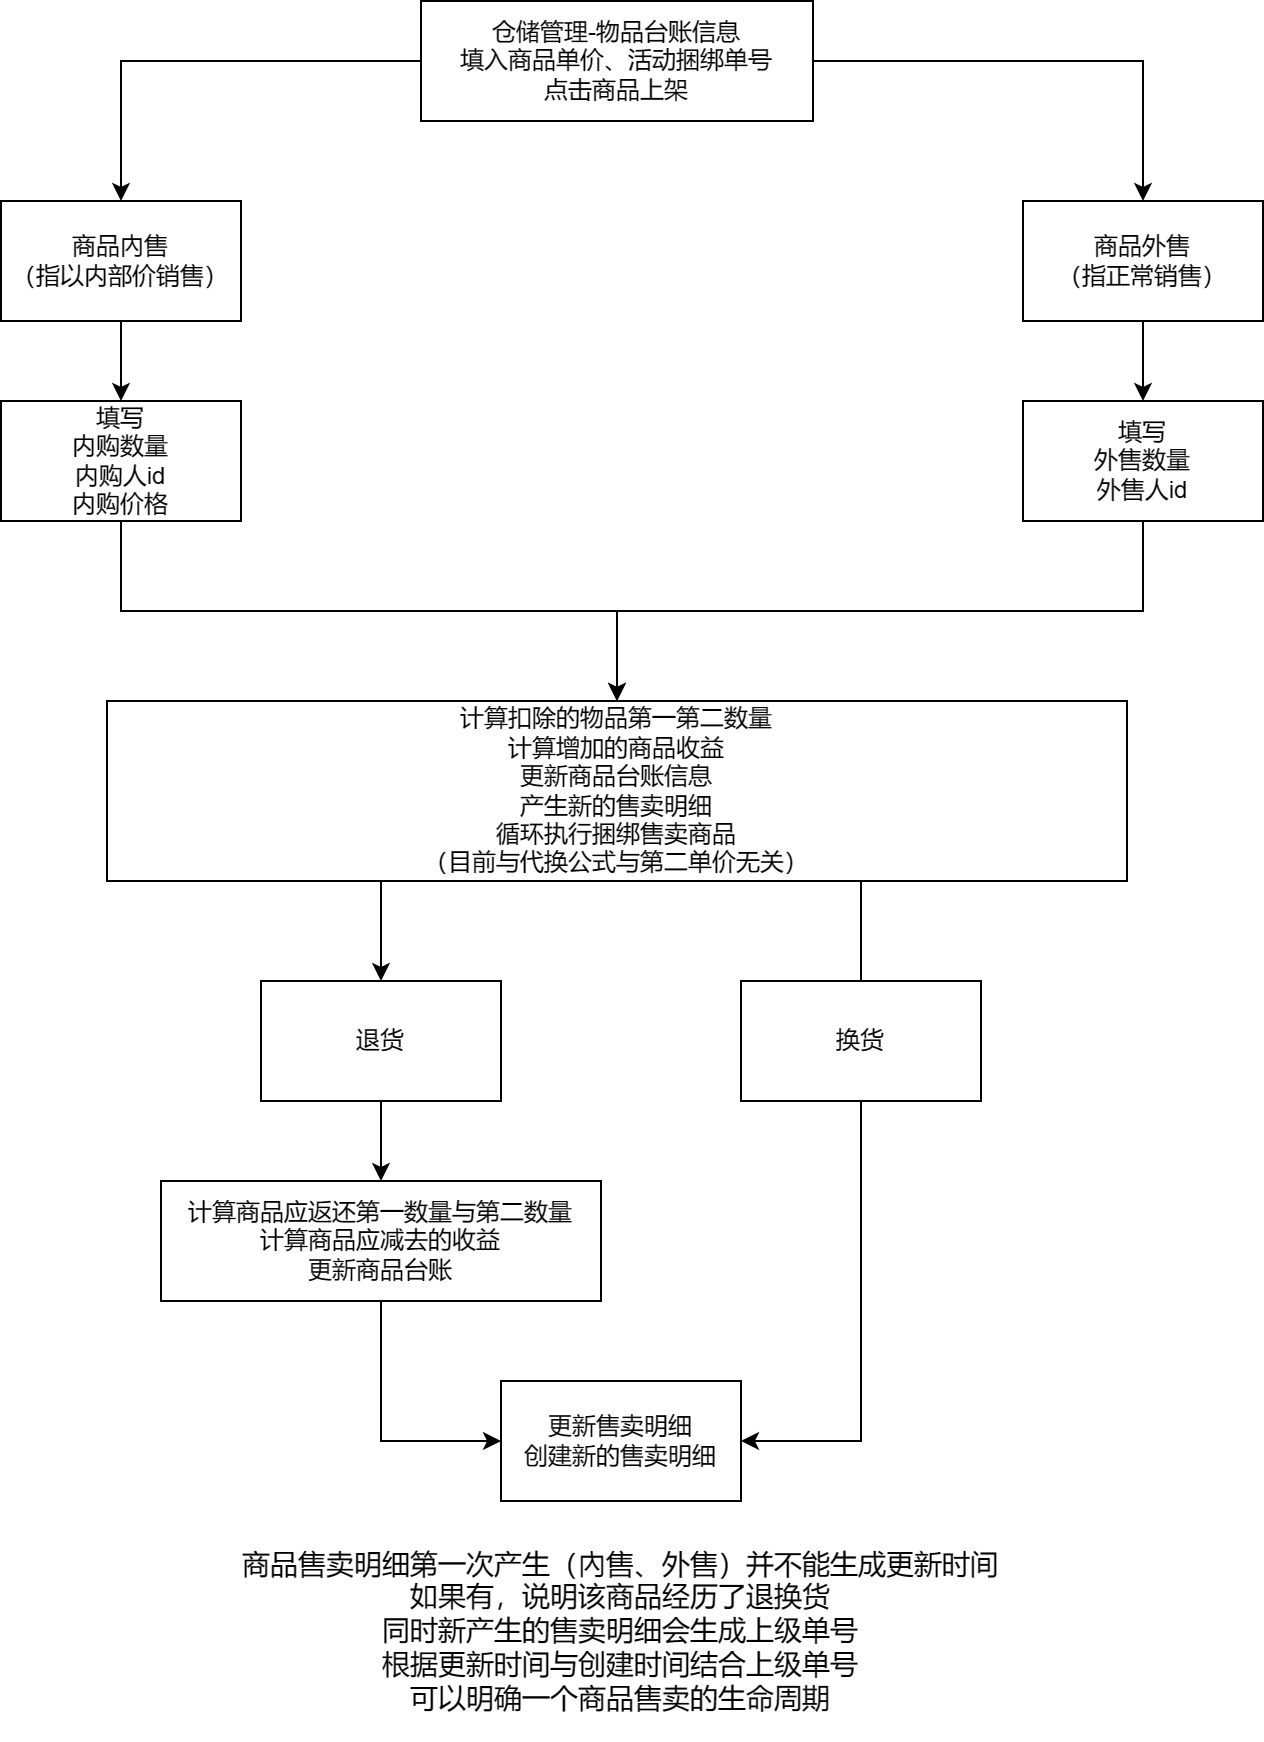 仓储管理-物品台账信息
填入商品单价、活动捆绑单号
点击商品上架
商品内售
（指以内部价销售）
商品外售
（指正常销售）
填写
内购数量
内购人id
内购价格
填写
外售数量
外售人id
计算扣除的物品第一第二数量
计算增加的商品收益
更新商品台账信息
产生新的售卖明细
循环执行捆绑售卖商品
（目前与代换公式与第二单价无关）
退货
换货
计算商品应返还第一数量与第二数量
计算商品应减去的收益
更新商品台账
更新售卖明细
创建新的售卖明细
商品售卖明细第一次产生（内售、外售）并不能生成更新时间
如果有，说明该商品经历了退换货
同时新产生的售卖明细会生成上级单号
根据更新时间与创建时间结合上级单号
可以明确一个商品售卖的生命周期